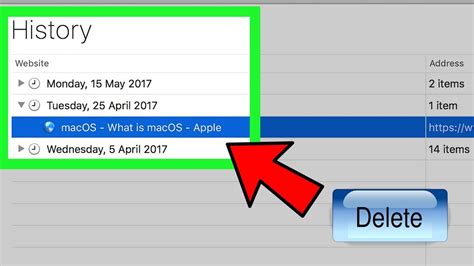 History
Website Address
Monday, 15 May 2017 2 items
Tuesday, 25 April 2017 1 item
macOS - What is macOS - Apple https://w
Wednesday, 5 April 2017 14 items
Delete